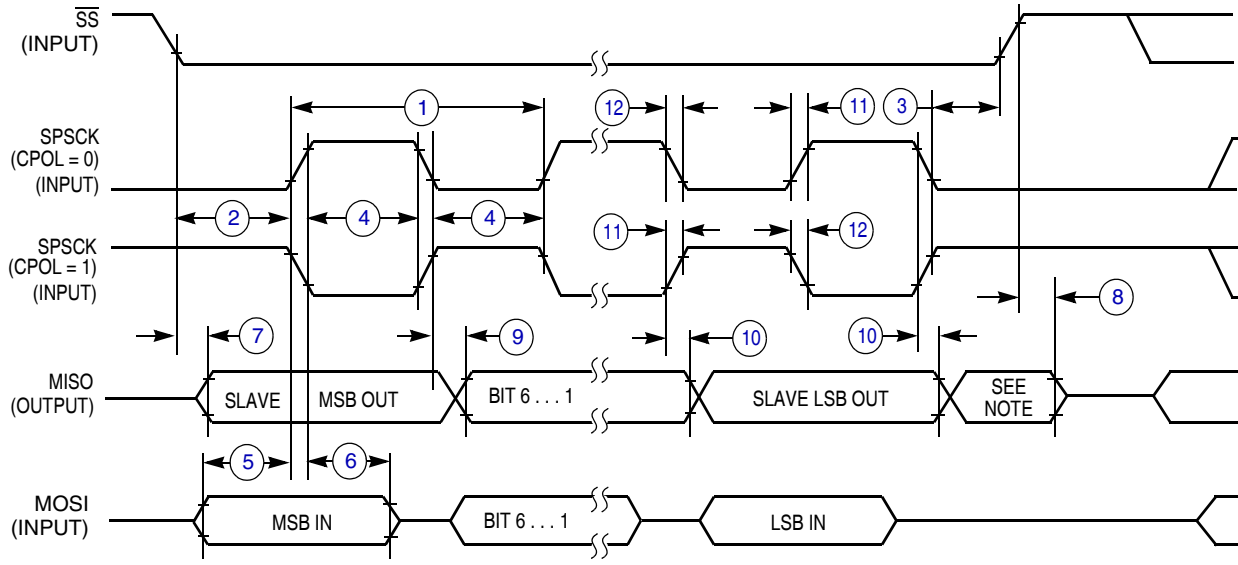 SS
(INPUT)
1
12
11
3
SPSCK
(CPOL = 0)
(INPUT)
2
4
4
11
12
SPSCK
(CPOL = 1)
(INPUT)
7
9
10
10
8
MISO
(OUTPUT)
SLAVE MSB OUT
BIT 6 . . . 1
SLAVE LSB OUT
SEE
NOTE
5
6
MOSI
(INPUT)
MSB IN
BIT 6 . . . 1
LSB IN